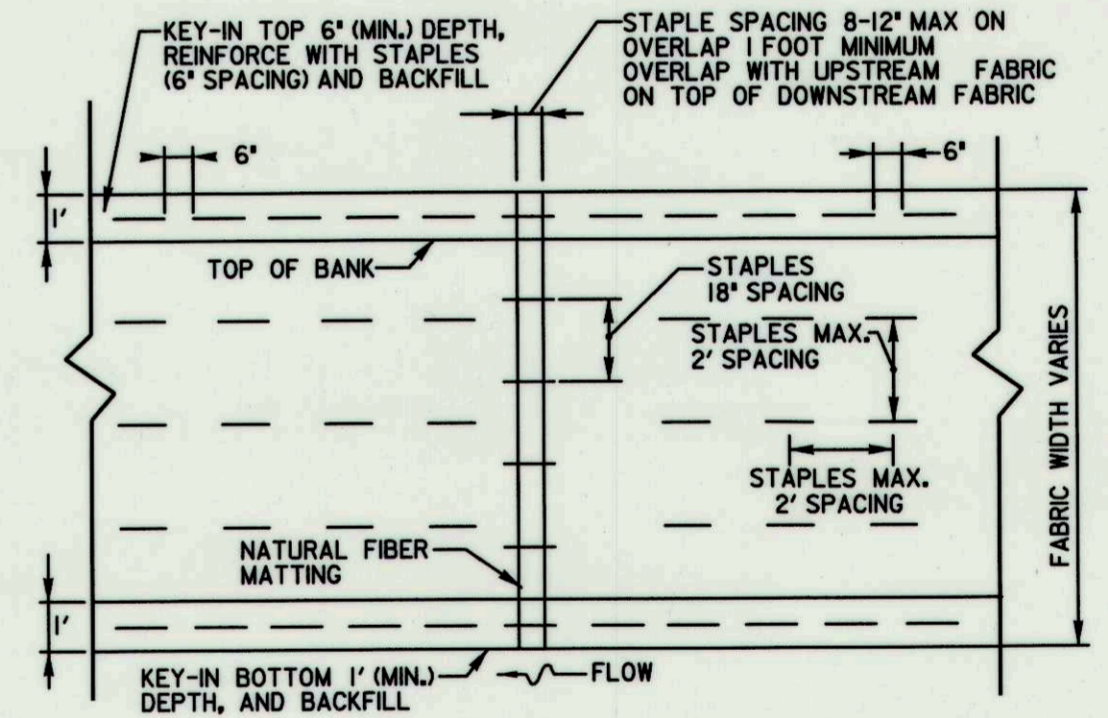 KEY-IN TOP 6" (MIN.) DEPTH,
REINFORCE WITH STAPLES
(6" SPACING) AND BACKFILL
STAPLE SPACING 8-12" MAX ON
OVERLAP 1 FOOT MINIMUM
OVERLAP WITH UPSTREAM FABRIC
ON TOP OF DOWNSTREAM FABRIC
6"
6"
1'
TOP OF BANK
STAPLES
18" SPACING
STAPLES MAX.
2' SPACING
STAPLES MAX.
2' SPACING
FABRIC WIDTH VARIES
NATURAL FIBER
MATTING
1'
KEY-IN BOTTOM 1' (MIN.)
DEPTH, AND BACKFILL
FLOW